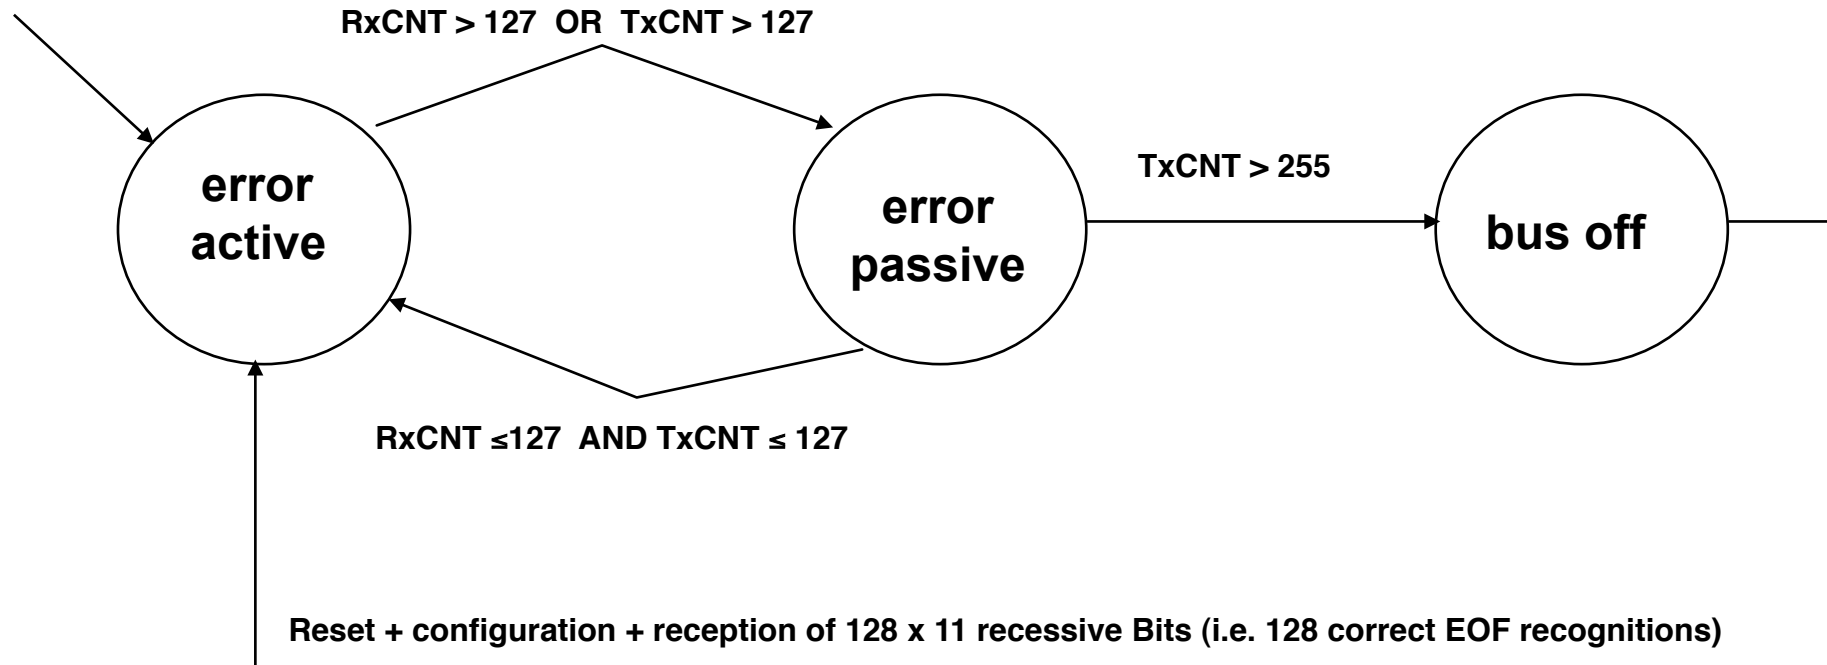 RxCNT > 127 OR TxCNT > 127
error
active
error
passive
TxCNT > 255
bus off
RxCNT ≤127 AND TxCNT ≤ 127
Reset + configuration + reception of 128 x 11 recessive Bits (i.e. 128 correct EOF recognitions)